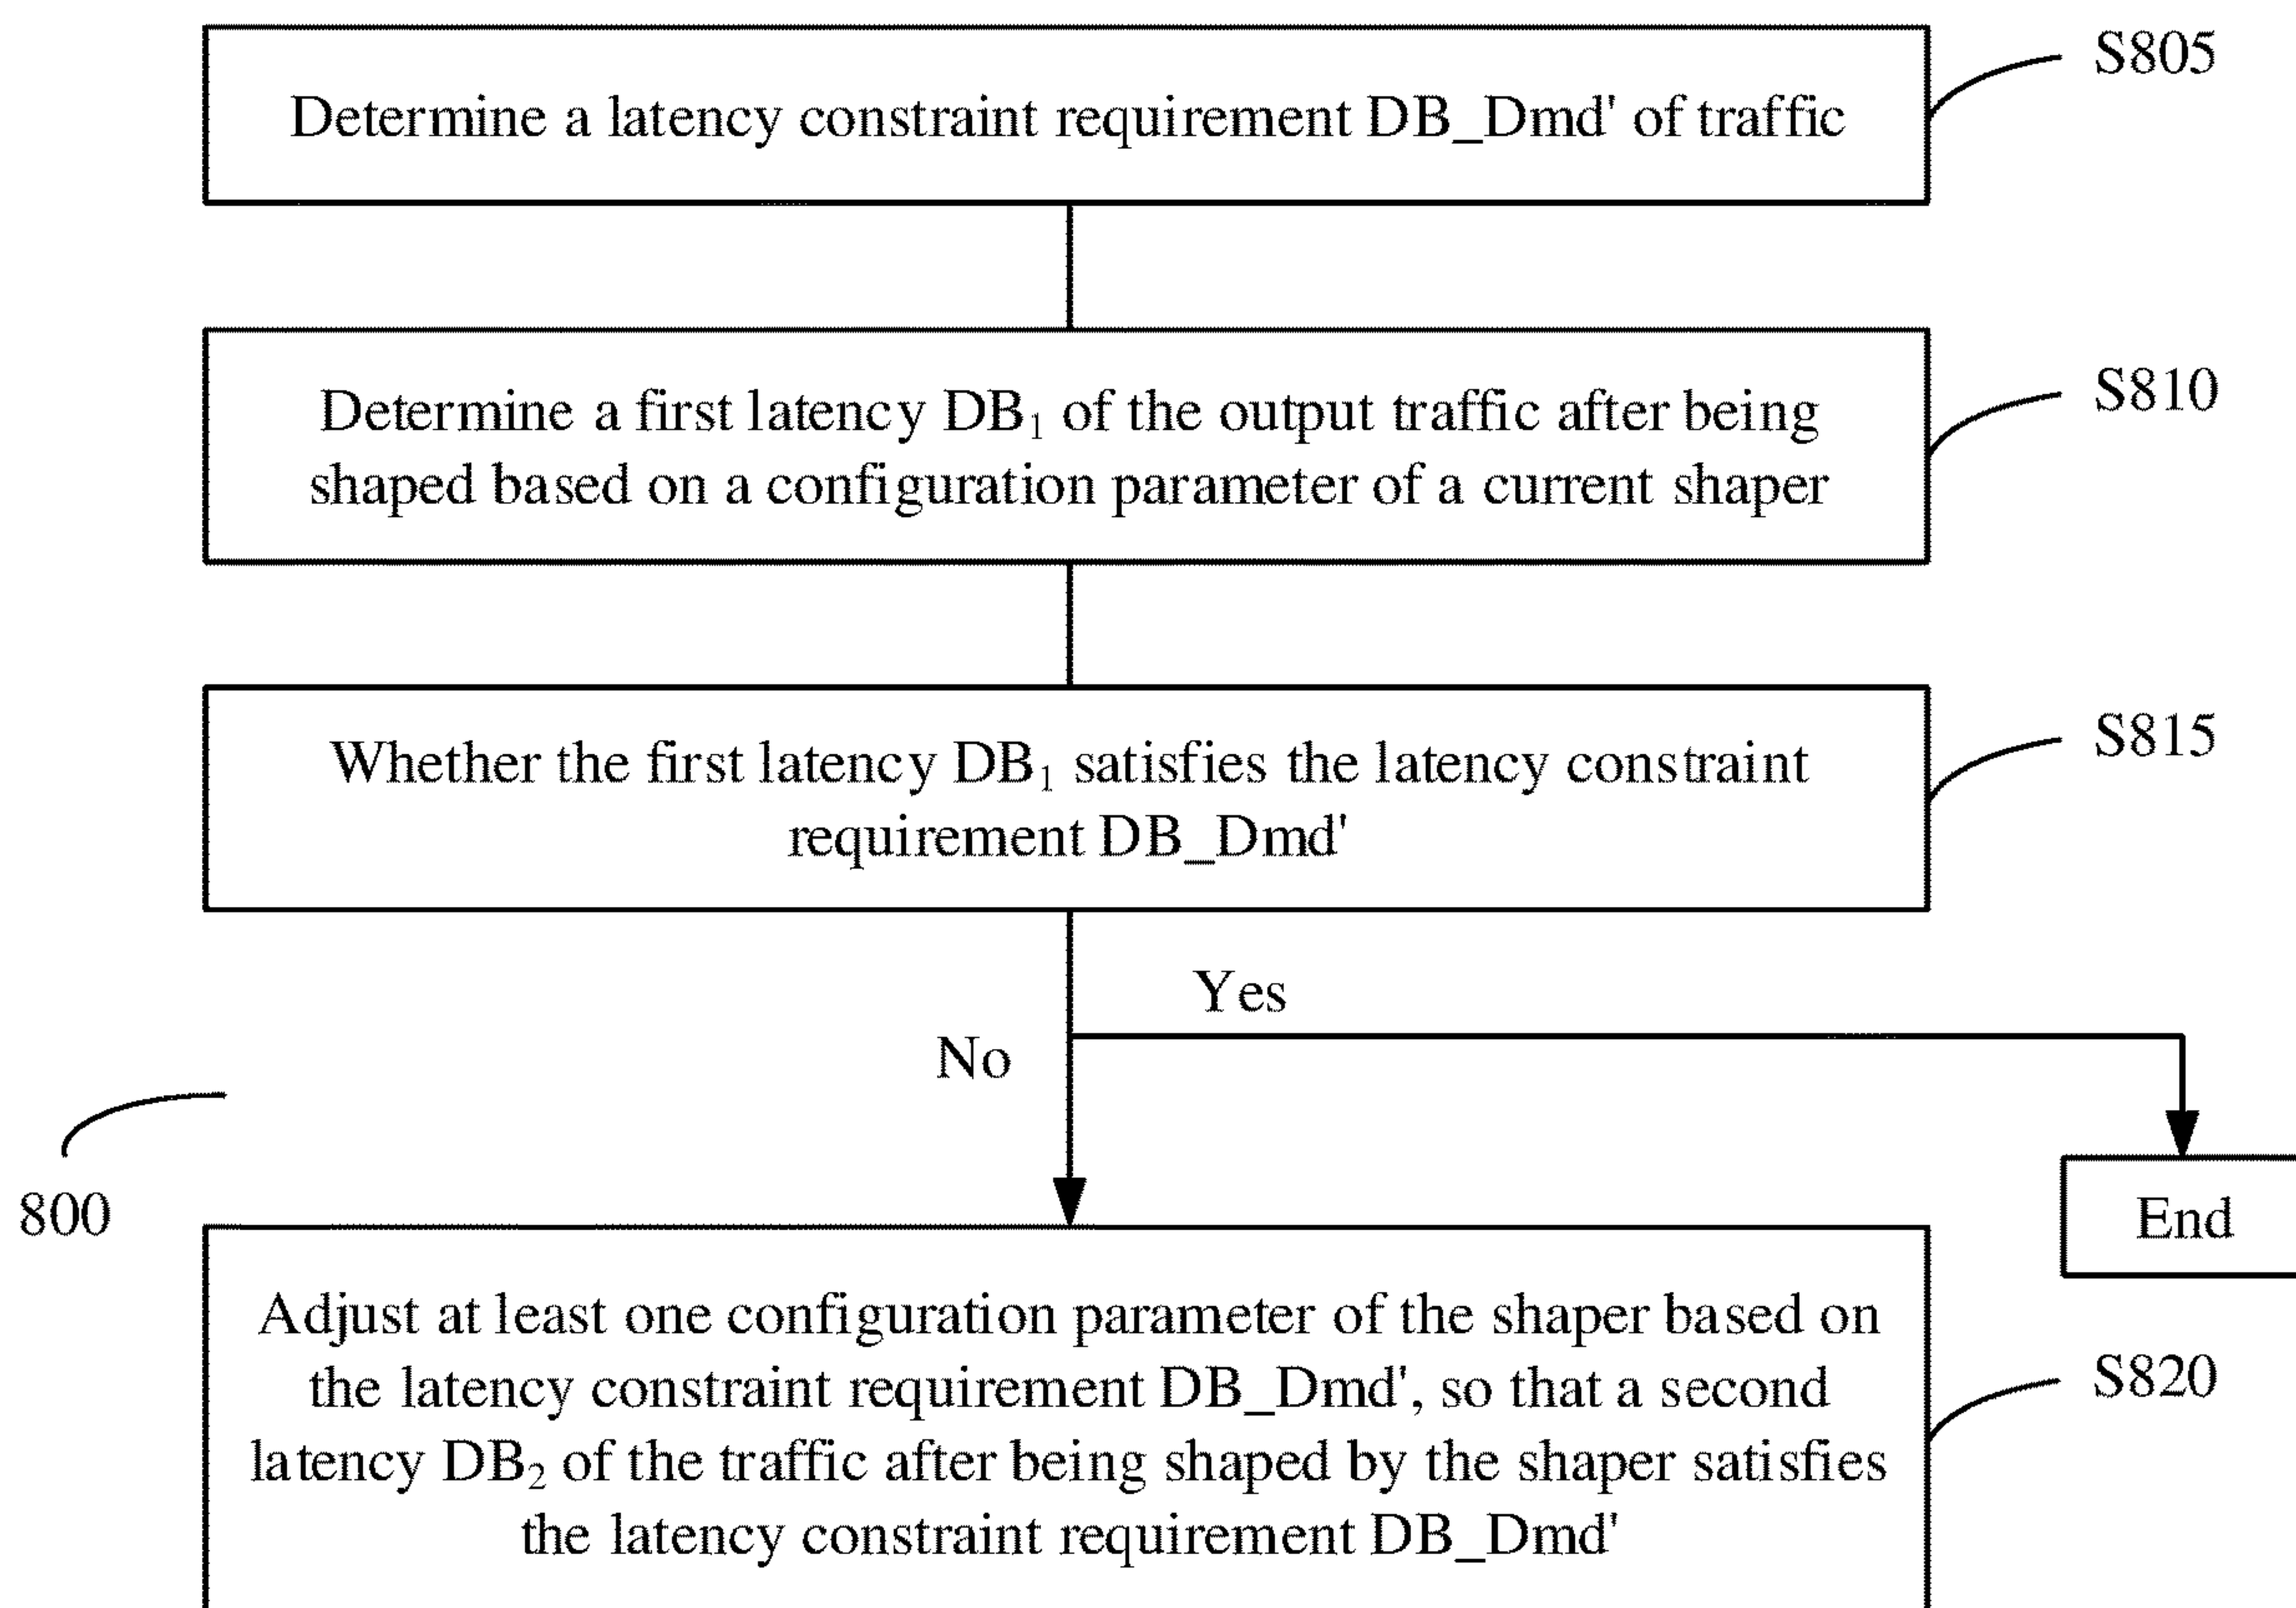 Determine a latency constraint requirement DB_Dmd' of traffic
S805
Determine a first latency DB₁ of the output traffic after being
shaped based on a configuration parameter of a current shaper
S810
Whether the first latency DB₁ satisfies the latency constraint
requirement DB_Dmd'
S815
Yes
No
800
End
Adjust at least one configuration parameter of the shaper based on
the latency constraint requirement DB_Dmd', so that a second
latency DB₂ of the traffic after being shaped by the shaper satisfies
the latency constraint requirement DB_Dmd'
S820